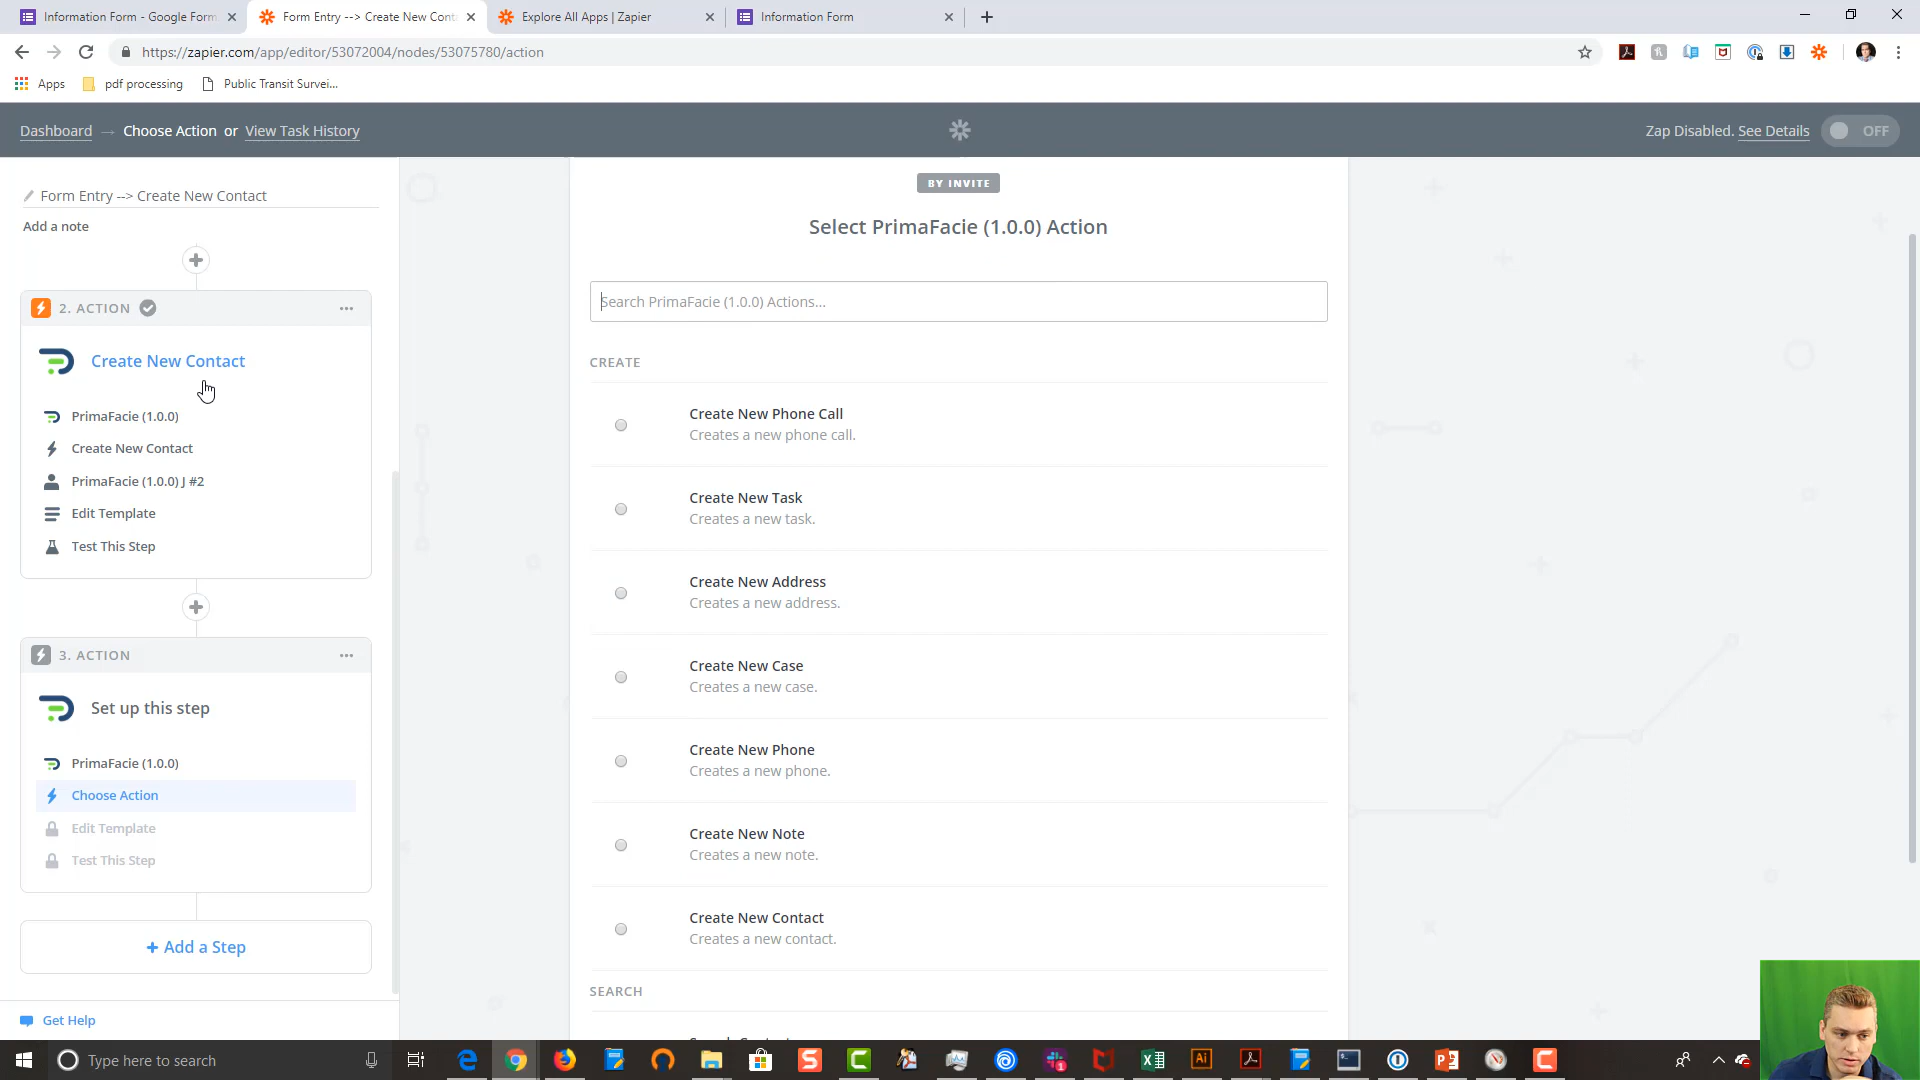 Information Form - Google Form
Form Entry --> Create New Conta
Explore All Apps | Zapier
Information Form
https://zapier.com/app/editor/53072004/nodes/53075780/action
Apps
pdf processing
Public Transit Survei...
Dashboard → Choose Action or View Task History
Zap Disabled. See Details
OFF
Form Entry --> Create New Contact
Add a note
2. ACTION
Create New Contact
PrimaFacie (1.0.0)
Create New Contact
PrimaFacie (1.0.0) J #2
Edit Template
Test This Step
3. ACTION
Set up this step
PrimaFacie (1.0.0)
Choose Action
Edit Template
Test This Step
+ Add a Step
Get Help
BY INVITE
Select PrimaFacie (1.0.0) Action
Search PrimaFacie (1.0.0) Actions...
CREATE
Create New Phone Call
Creates a new phone call.
Create New Task
Creates a new task.
Create New Address
Creates a new address.
Create New Case
Creates a new case.
Create New Phone
Creates a new phone.
Create New Note
Creates a new note.
Create New Contact
Creates a new contact.
SEARCH
Type here to search